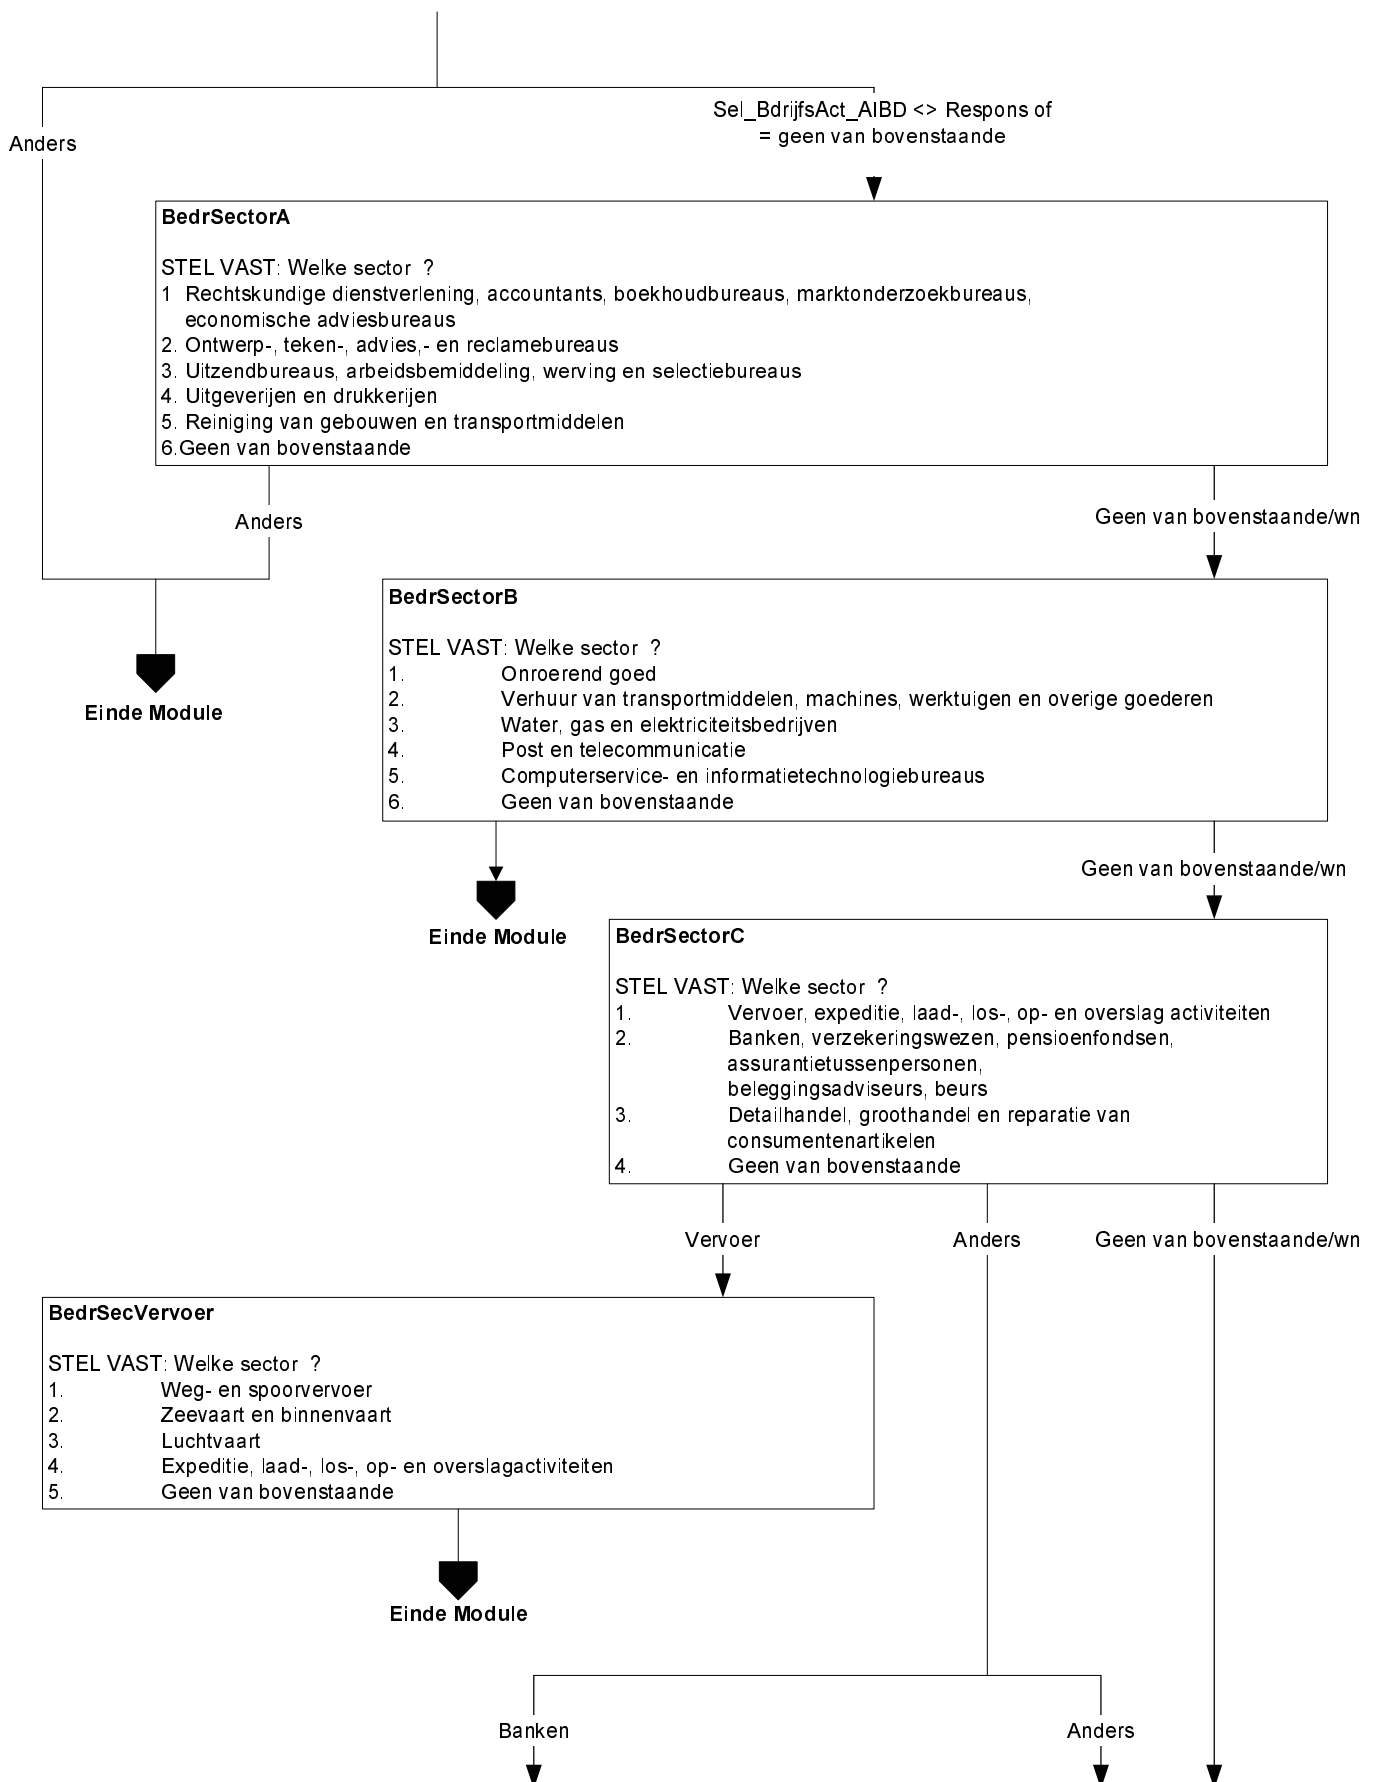 Sel_BdrijfsAct_AIBD <> Respons of
= geen van bovenstaande
Anders
BedrSectorA
STEL VAST: Welke sector ?
1 Rechtskundige dienstverlening, accountants, boekhoudbureaus, marktonderzoekbureaus,
economische adviesbureaus
2. Ontwerp-, teken-, advies,- en reclamebureaus
3. Uitzendbureaus, arbeidsbemiddeling, werving en selectiebureaus
4. Uitgeverijen en drukkerijen
5. Reiniging van gebouwen en transportmiddelen
6.Geen van bovenstaande
Anders
Geen van bovenstaande/wn
Einde Module
BedrSectorB
STEL VAST: Welke sector ?
1. Onroerend goed
2. Verhuur van transportmiddelen, machines, werktuigen en overige goederen
3. Water, gas en elektriciteitsbedrijven
4. Post en telecommunicatie
5. Computerservice- en informatietechnologiebureaus
6. Geen van bovenstaande
Geen van bovenstaande/wn
Einde Module
BedrSectorC
STEL VAST: Welke sector ?
1. Vervoer, expeditie, laad-, los-, op- en overslag activiteiten
2. Banken, verzekeringswezen, pensioenfondsen,
assurantietussenpersonen,
beleggingsadviseurs, beurs
3. Detailhandel, groothandel en reparatie van
consumentenartikelen
4. Geen van bovenstaande
Vervoer
Anders
Geen van bovenstaande/wn
BedrSecVervoer
STEL VAST: Welke sector ?
1. Weg- en spoorvervoer
2. Zeevaart en binnenvaart
3. Luchtvaart
4. Expeditie, laad-, los-, op- en overslagactiviteiten
5. Geen van bovenstaande
Einde Module
Banken
Anders